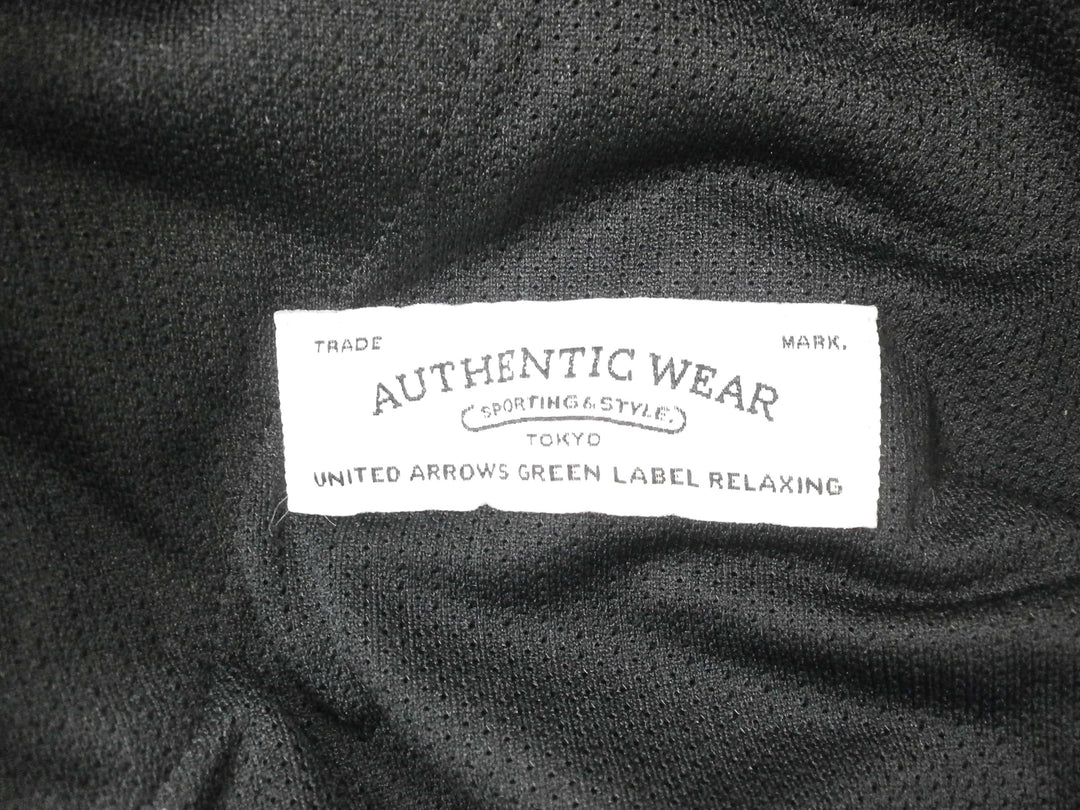 TRADE MARK.
AUTHENTIC WEAR
SPORTING & STYLE.
TOKYO
UNITED ARROWS GREEN LABEL RELAXING